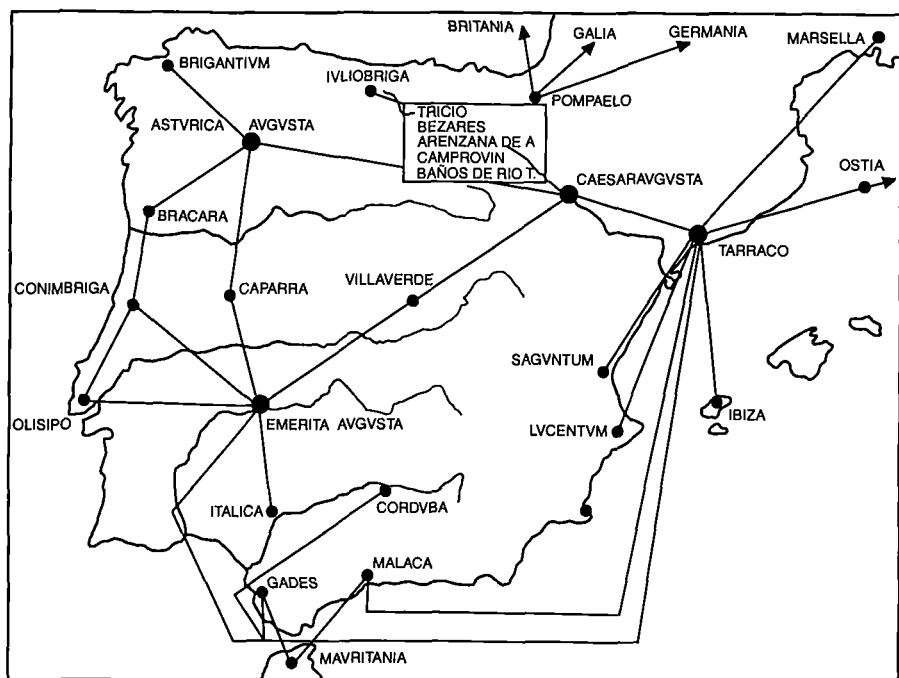 BRITANIA
GALIA
GERMANIA
MARSELLA
BRIGANTIVM
IVLIOBRIGA
POMPAELO
TRICIO
BEZARES
ARENZANA DE A
CAMPROVIN
BAÑOS DE RIO T.
ASTVRICA AVGVSTA
OSTIA
CAESARAVGVSTA
BRACARA
TARRACO
CONIMBRIGA
CAPARRA
VILLAVERDE
SAGVNTUM
OLISIPO
EMERITA AVGVSTA
LVCENTVM
IBIZA
ITALICA
CORDVBA
MALACA
GADES
MAVRITANIA